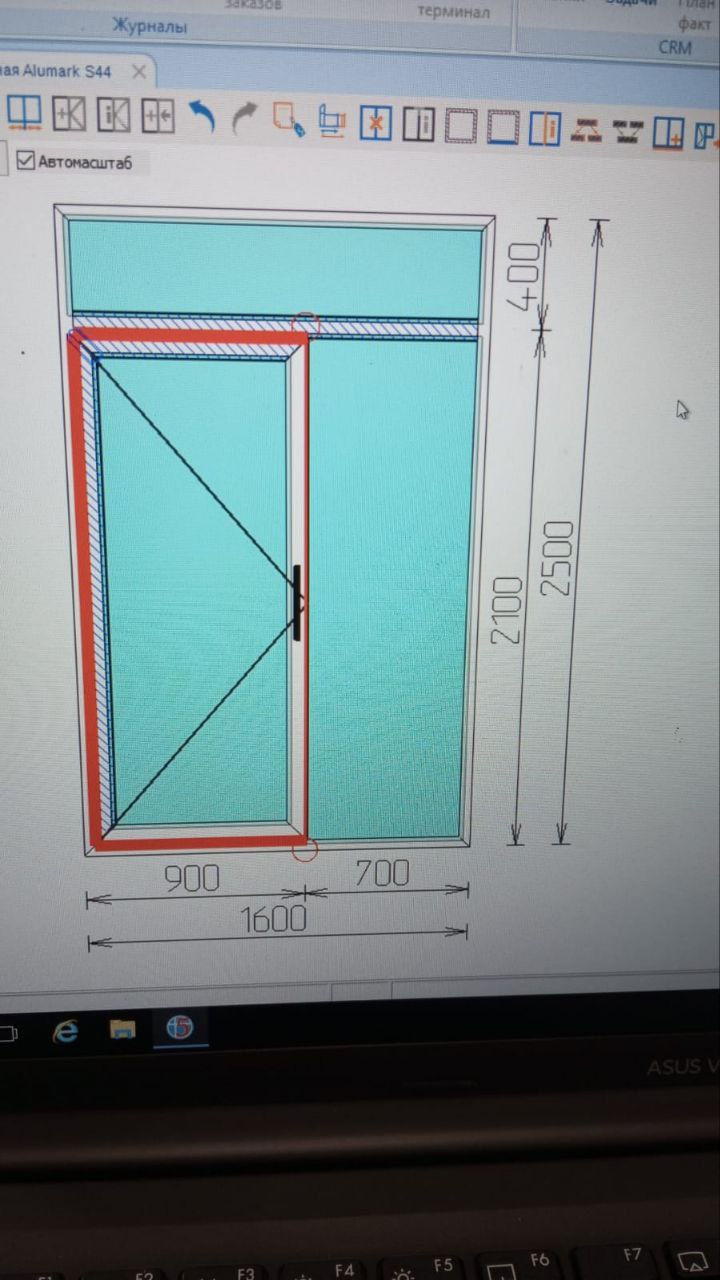 заказов
терминал
План
факт
Журналы
CRM
ная Alumark S44
Автомасштаб
400
2500
2100
900
700
1600
ASUS V
F3
F4
F5
F6
F7